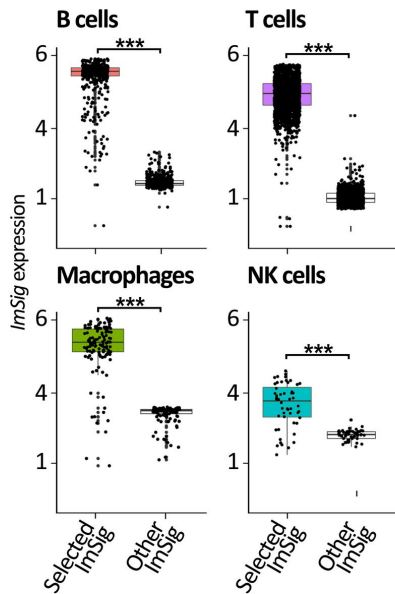 B cells
T cells
6
***
4
1
6
***
4
1
ImSig expression
Macrophages
NK cells
6
***
4
1
6
***
4
1
Selected
ImSig
Other
ImSig
Selected
ImSig
Other
ImSig